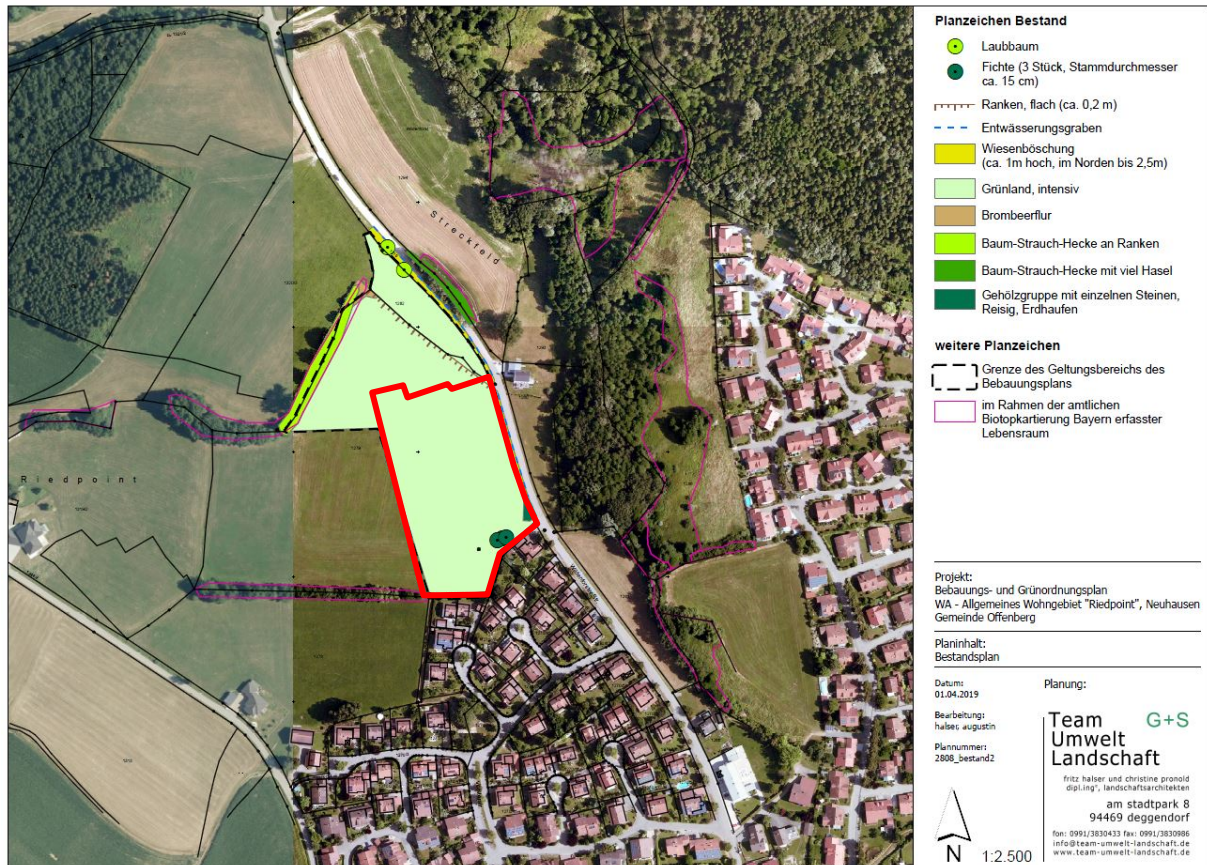 Planzeichen Bestand
Laubbaum
Fichte (3 Stück, Stammdurchmesser
ca. 15 cm)
Ranken, flach (ca. 0,2 m)
Entwässerungsgraben
Wiesenböschung
(ca. 1m hoch, im Norden bis 2,5m)
Grünland, intensiv
Brombeerflur
Baum-Strauch-Hecke an Ranken
Baum-Strauch-Hecke mit viel Hasel
Gehölzgruppe mit einzelnen Steinen,
Reisig, Erdhaufen
weitere Planzeichen
Grenze des Geltungsbereichs des
Bebauungsplans
im Rahmen der amtlichen
Biotopkartierung Bayern erfasster
Lebensraum
Streckfeld
Riedpoint
Projekt:
Bebauungs- und Grünordnungsplan
WA - Allgemeines Wohngebiet "Riedpoint", Neuhausen
Gemeinde Offenberg
Planinhalt:
Bestandsplan
Datum:
01.04.2019
Bearbeitung:
halser, augustin
Plannummer:
2808_bestand2
Planung:
Team G+S
Umwelt
Landschaft
fritz halser und christine pronold
dipl.ing°, landschaftsarchitekten
am stadtpark 8
94469 deggendorf
fon: 0991/3830433 fax: 0991/3830986
info@team-umwelt-landschaft.de
www.team-umwelt-landschaft.de
N 1:2.500